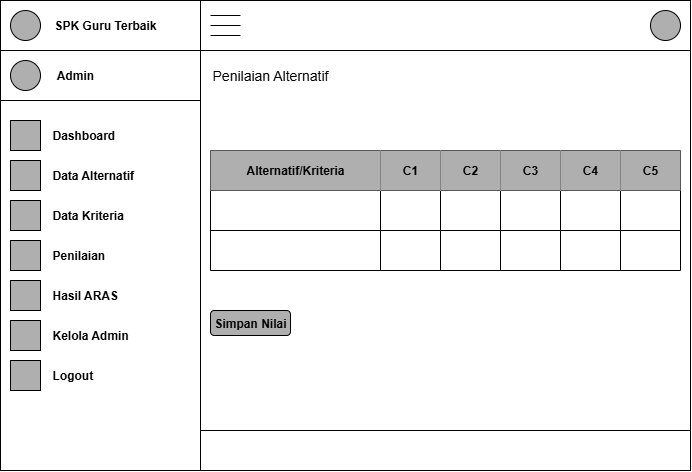 SPK Guru Terbaik
Admin
Dashboard
Data Alternatif
Data Kriteria
Penilaian
Hasil ARAS
Kelola Admin
Logout
Penilaian Alternatif
Alternatif/Kriteria C1 C2 C3 C4 C5
Simpan Nilai